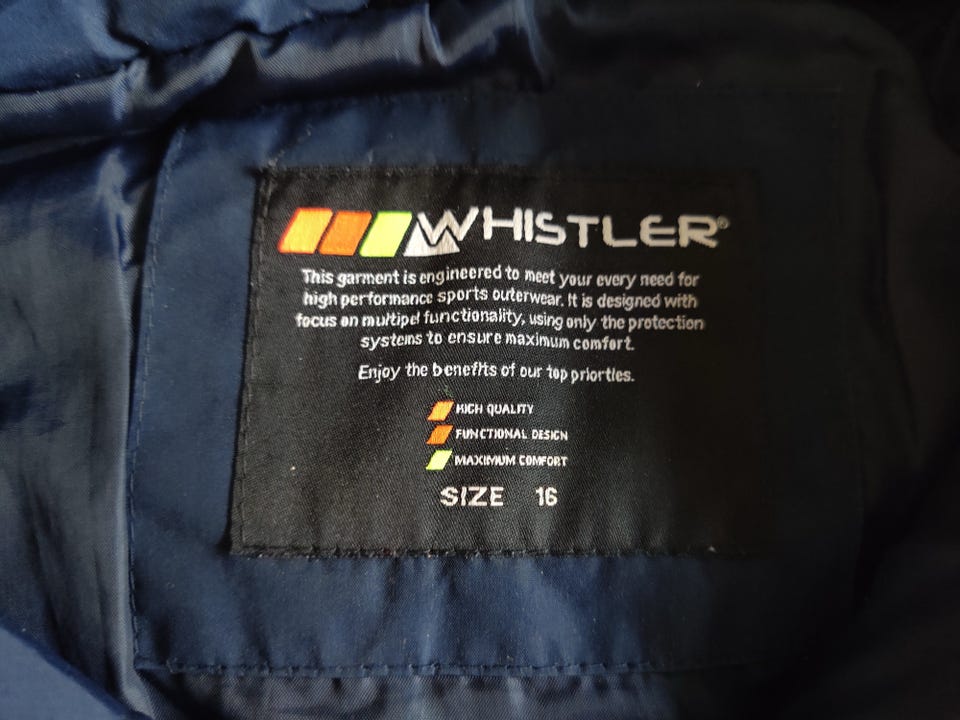 WHISTLER®
This garment is engineered to meet your every need for
high performance sports outerwear. It is designed with
focus on multipel functionality, using only the protection
systems to ensure maximum comfort.
Enjoy the benefits of our top priorties.
HIGH QUALITY
FUNCTIONAL DESIGN
MAXIMUM COMFORT
SIZE 16